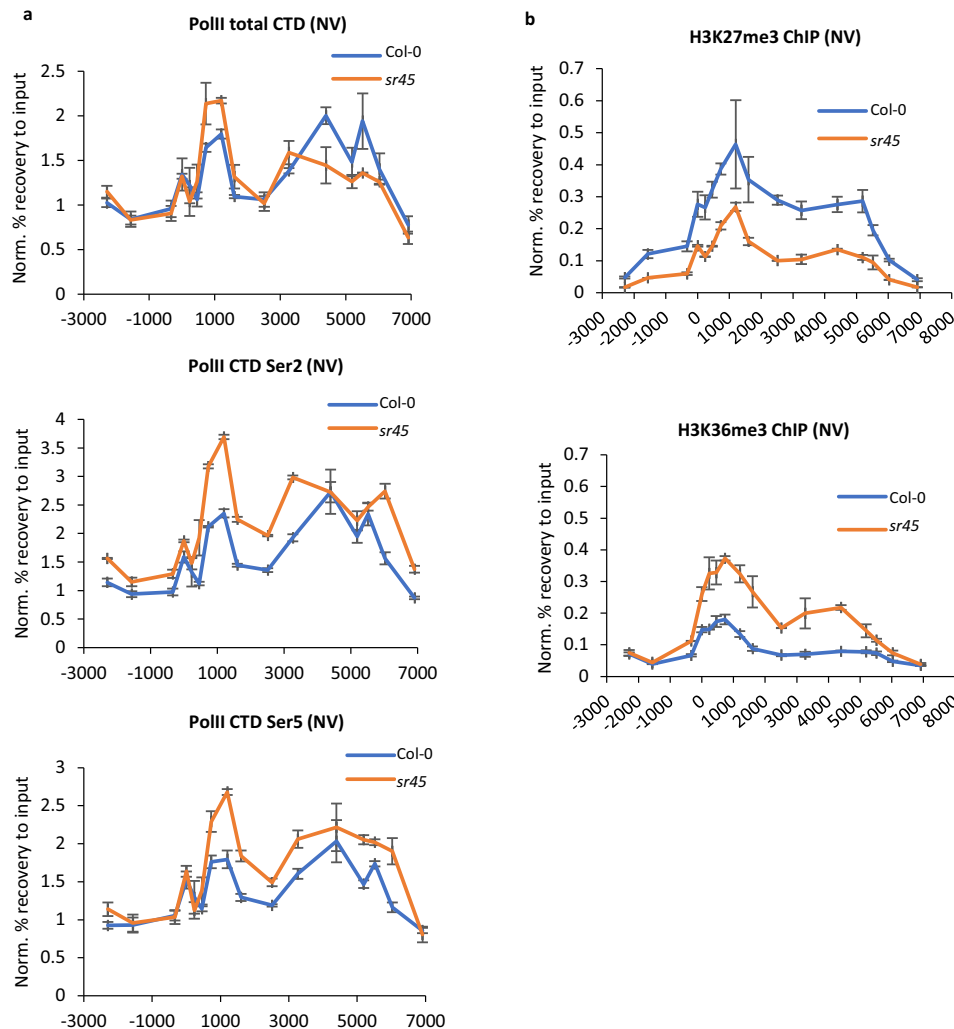 a
PolII total CTD (NV)
Norm. % recovery to input
2.5
2
1.5
1
0.5
0
-3000 -1000 1000 3000 5000 7000
Col-0
sr45
PolII CTD Ser2 (NV)
Norm. % recovery to input
4
3.5
3
2.5
2
1.5
1
0.5
0
-3000 -1000 1000 3000 5000 7000
Col-0
sr45
PolII CTD Ser5 (NV)
Norm. % recovery to input
3
2.5
2
1.5
1
0.5
0
-3000 -1000 1000 3000 5000 7000
Col-0
sr45
b
H3K27me3 ChIP (NV)
Norm. % recovery to input
0.7
0.6
0.5
0.4
0.3
0.2
0.1
0
-3000 -2000 -1000 0 1000 2000 3000 4000 5000 6000 7000 8000
Col-0
sr45
H3K36me3 ChIP (NV)
Norm. % recovery to input
0.7
0.6
0.5
0.4
0.3
0.2
0.1
0
-3000 -2000 -1000 0 1000 2000 3000 4000 5000 6000 7000 8000
Col-0
sr45